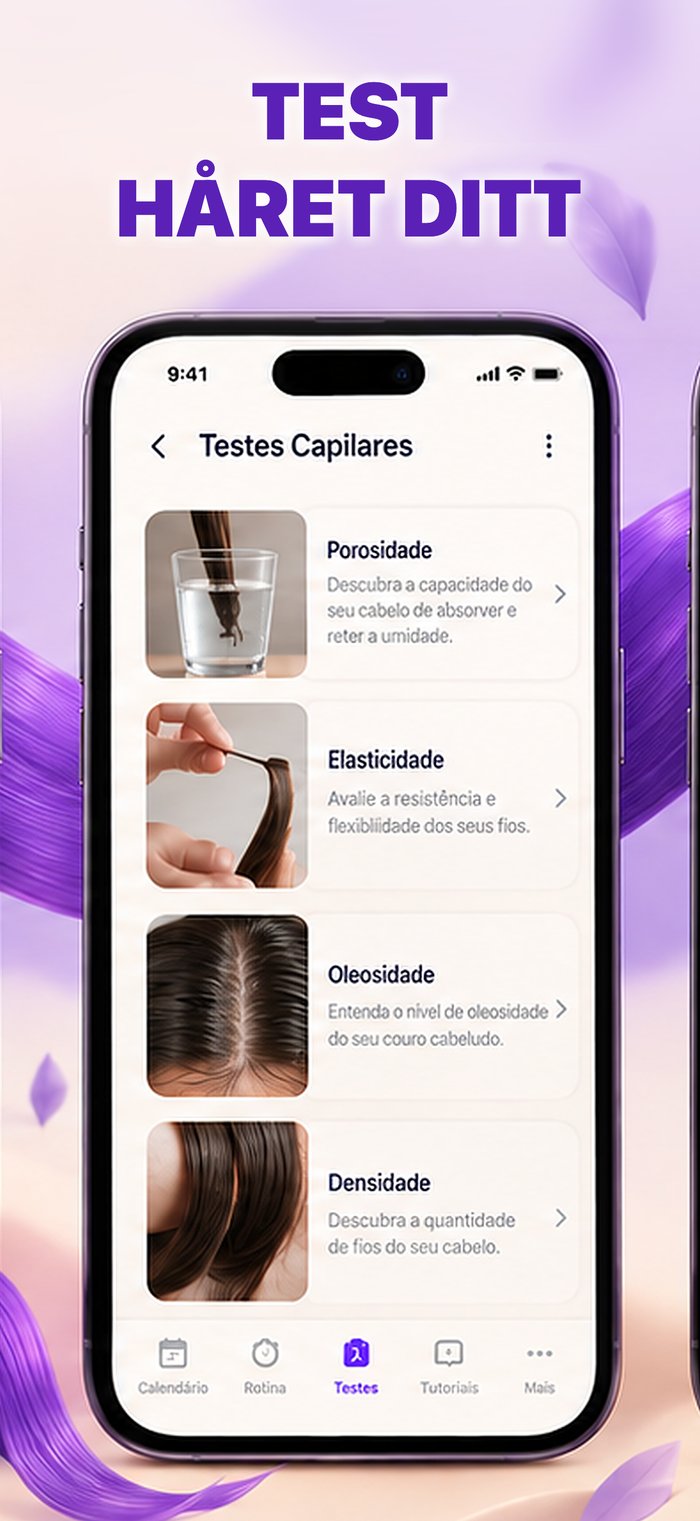 TEST
HÅRET DITT
9:41
Testes Capilares
Porosidade
Descubra a capacidade do
seu cabelo de absorver e
reter a umidade.
Elasticidade
Avalie a resistência e
flexibliidade dos seus fios.
Oleosidade
Entenda o nível de oleosidade
do seu couro cabeludo.
Densidade
Descubra a quantidade
de fios do seu cabelo.
Calendário
Rotina
Testes
Tutoriais
Mais